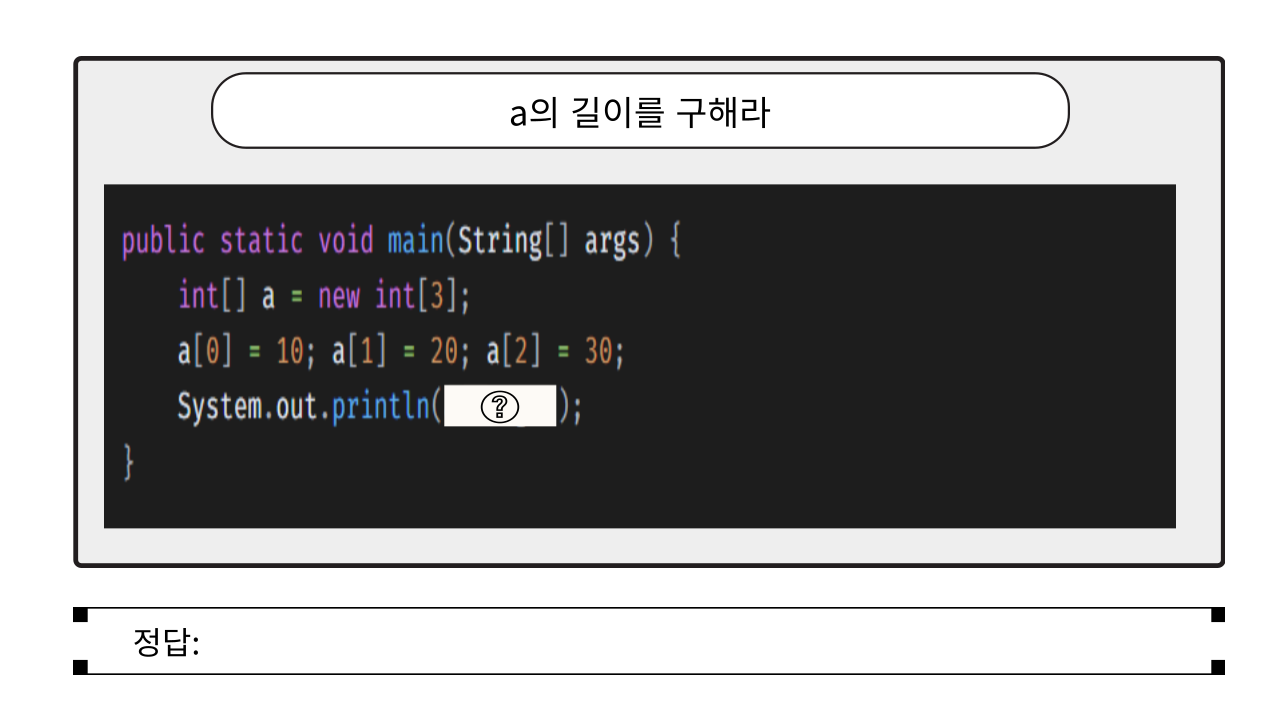 a의 길이를 구해라
public static void main(String[] args) {
int[] a = new int[3];
a[0] = 10; a[1] = 20; a[2] = 30;
System.out.println( ? );
}
정답: